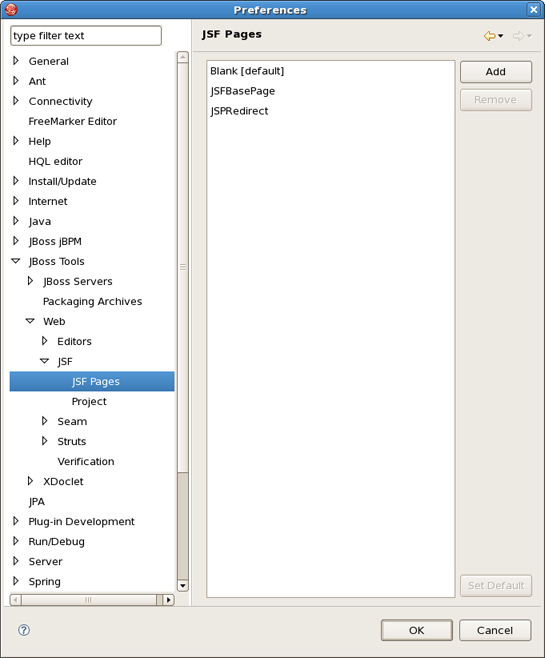 Preferences
type filter text
General
Ant
Connectivity
FreeMarker Editor
Help
HQL editor
Install/Update
Internet
Java
JBoss jBPM
JBoss Tools
JBoss Servers
Packaging Archives
Web
Editors
JSF
JSF Pages
Project
Seam
Struts
Verification
XDoclet
JPA
Plug-in Development
Run/Debug
Server
Spring
JSF Pages
Blank [default]
JSFBasePage
JSPRedirect
Add
Remove
Set Default
?
OK
Cancel